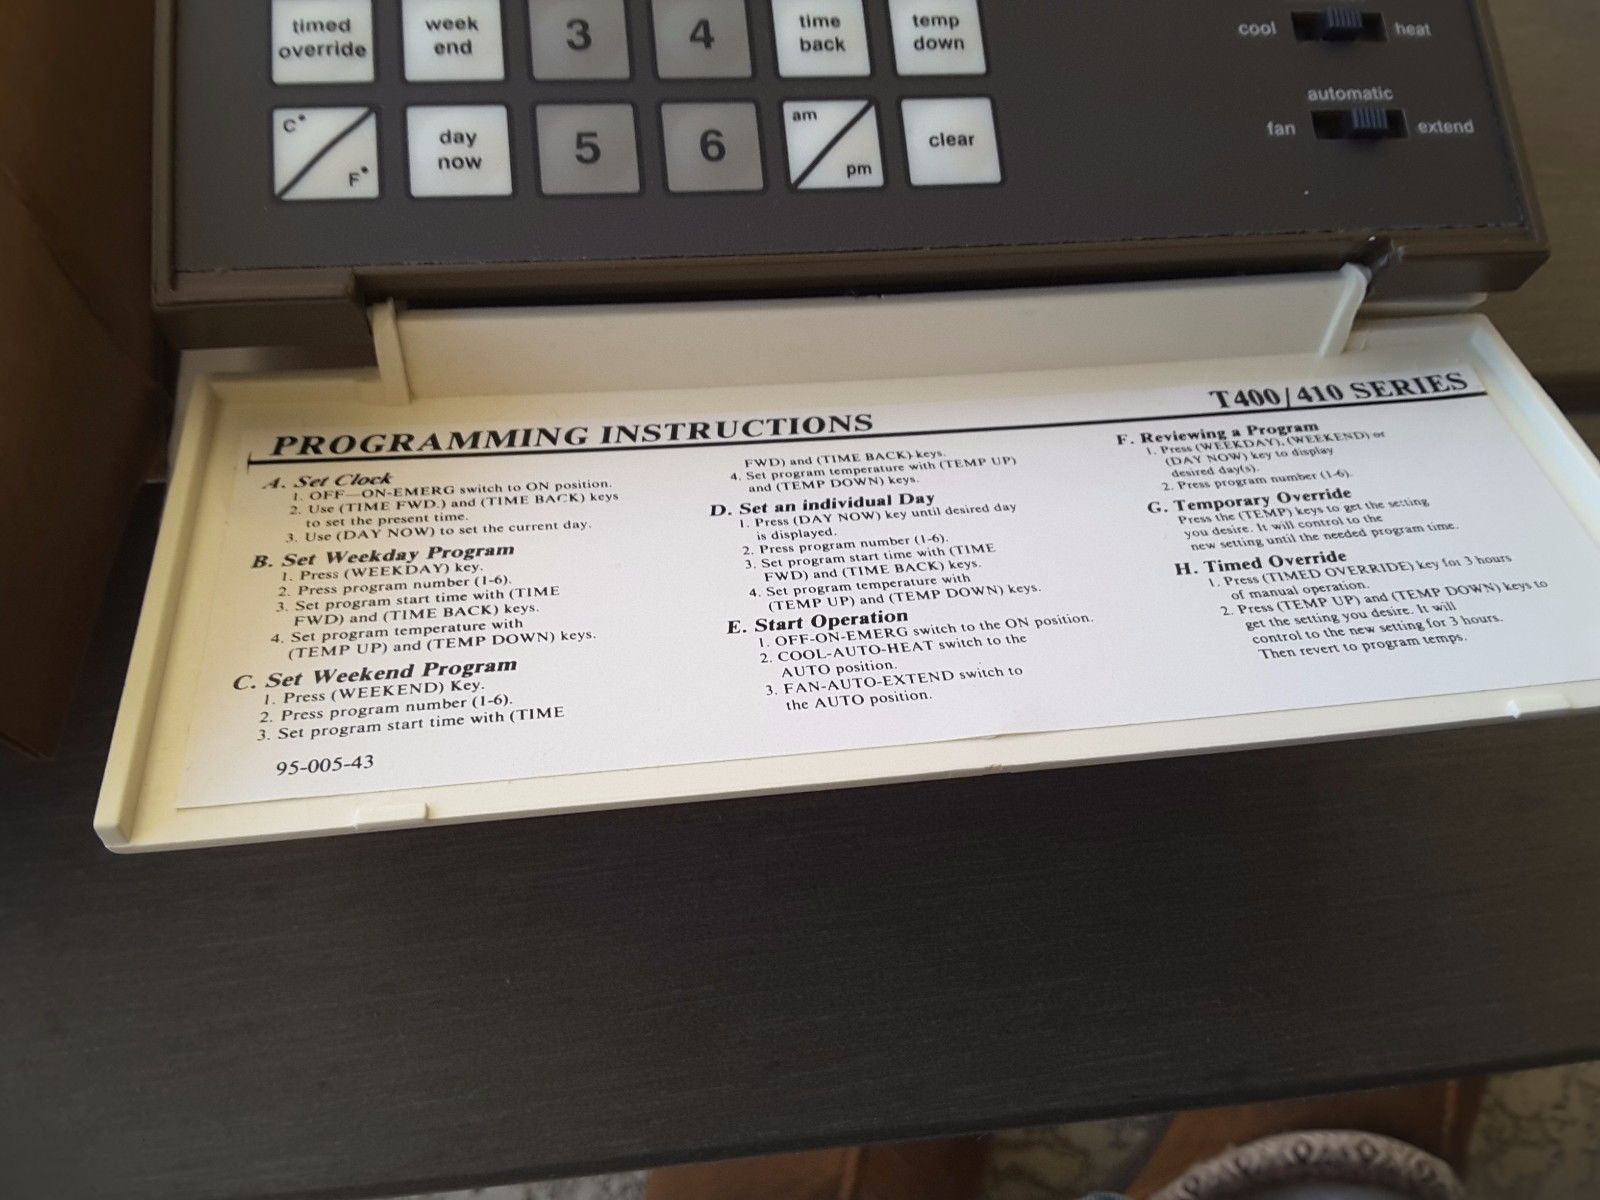 timed override
week end
3
4
time back
temp down
cool
heat
C° F°
day now
5
6
am pm
clear
automatic
fan
extend
PROGRAMMING INSTRUCTIONS
T400/410 SERIES
A. Set Clock
1. OFF—ON-EMERG switch to ON position.
2. Use (TIME FWD.) and (TIME BACK) keys
to set the present time.
3. Use (DAY NOW) to set the current day.
B. Set Weekday Program
1. Press (WEEKDAY) key.
2. Press program number (1-6).
3. Set program start time with (TIME
FWD) and (TIME BACK) keys.
4. Set program temperature with
(TEMP UP) and (TEMP DOWN) keys.
C. Set Weekend Program
1. Press (WEEKEND) Key.
2. Press program number (1-6).
3. Set program start time with (TIME
95-005-43
FWD) and (TIME BACK) keys.
4. Set program temperature with (TEMP UP)
and (TEMP DOWN) keys.
D. Set an individual Day
1. Press (DAY NOW) key until desired day
is displayed.
2. Press program number (1-6).
3. Set program start time with (TIME
FWD) and (TIME BACK) keys.
4. Set program temperature with
(TEMP UP) and (TEMP DOWN) keys.
E. Start Operation
1. OFF-ON-EMERG switch to the ON position.
2. COOL-AUTO-HEAT switch to the
AUTO position.
3. FAN-AUTO-EXTEND switch to
the AUTO position.
F. Reviewing a Program
1. Press (WEEKDAY), (WEEKEND) or
(DAY NOW) key to display
desired day(s).
2. Press program number (1-6).
G. Temporary Override
Press the (TEMP) keys to get the setting
you desire. It will control to the
new setting until the needed program time.
H. Timed Override
1. Press (TIMED OVERRIDE) key for 3 hours
of manual operation.
2. Press (TEMP UP) and (TEMP DOWN) keys to
get the setting you desire. It will
control to the new setting for 3 hours.
Then revert to program temps.